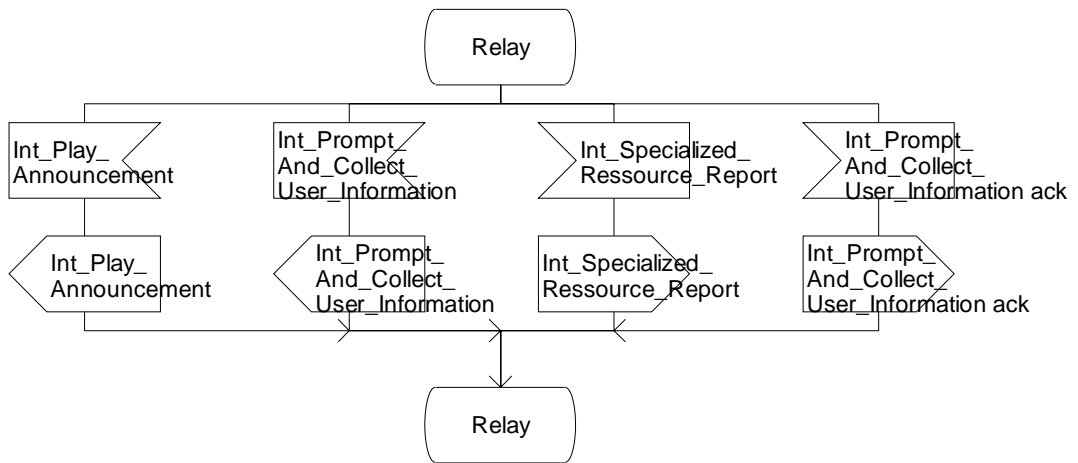 Relay
Int_Play_
Announcement
Int_Prompt_
And_Collect_
User_Information
Int_Specialized_
Ressource_Report
Int_Prompt_
And_Collect_
User_Information ack
Int_Play_
Announcement
Int_Prompt_
And_Collect_
User_Information
Int_Specialized_
Ressource_Report
Int_Prompt_
And_Collect_
User_Information ack
Relay